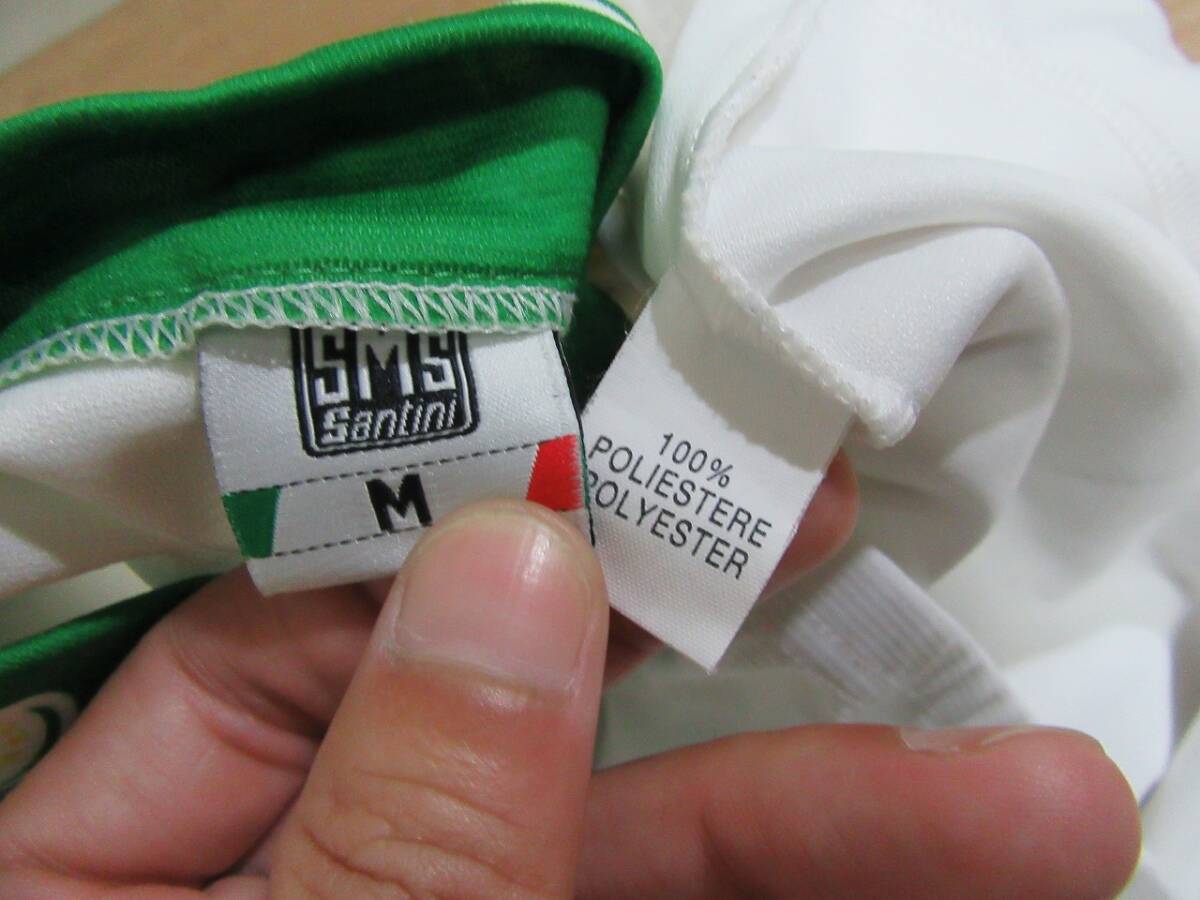 SMS
Santini
M
100%
POLIESTERE
POLYESTER